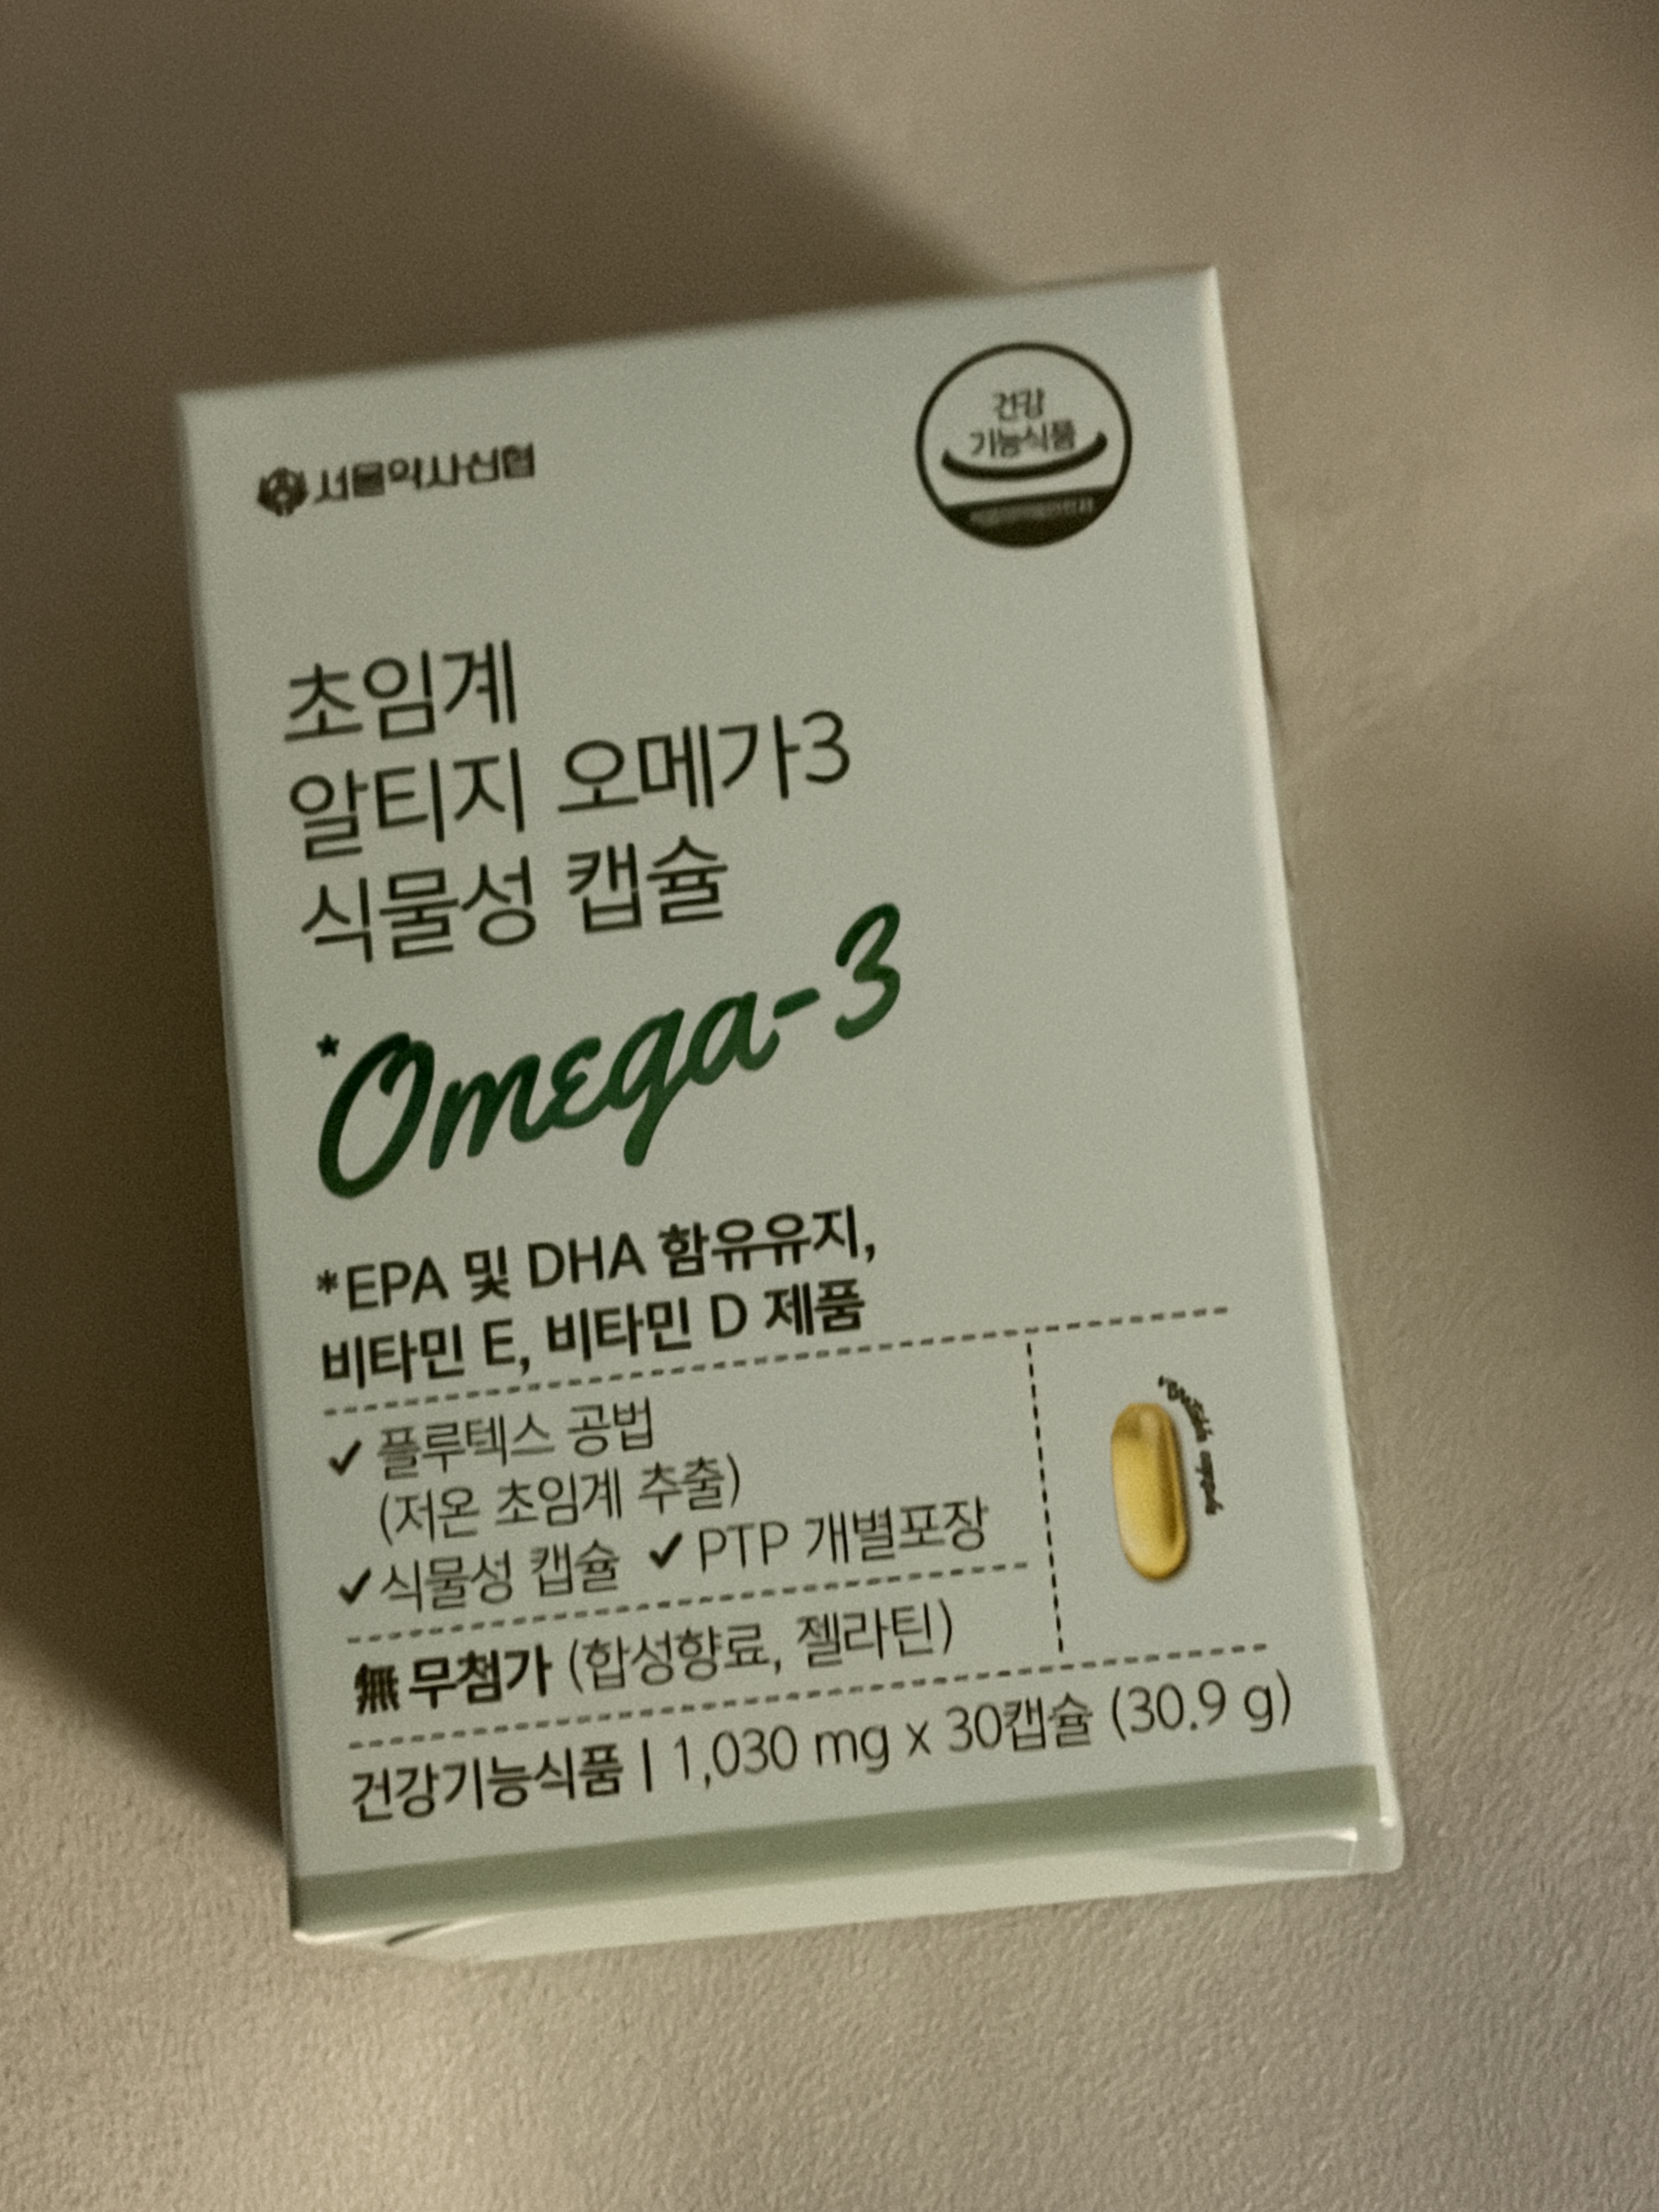 서울약사신협
건강
기능식품
초임계
알티지 오메가3
식물성 캡슐
*Omega-3
*EPA 및 DHA 함유유지,
비타민 E, 비타민 D 제품
✓ 플루텍스 공법
(저온 초임계 추출)
✓ 식물성 캡슐 ✓ PTP 개별포장
無 무첨가 (합성향료, 젤라틴)
건강기능식품 | 1,030 mg x 30캡슐 (30.9 g)